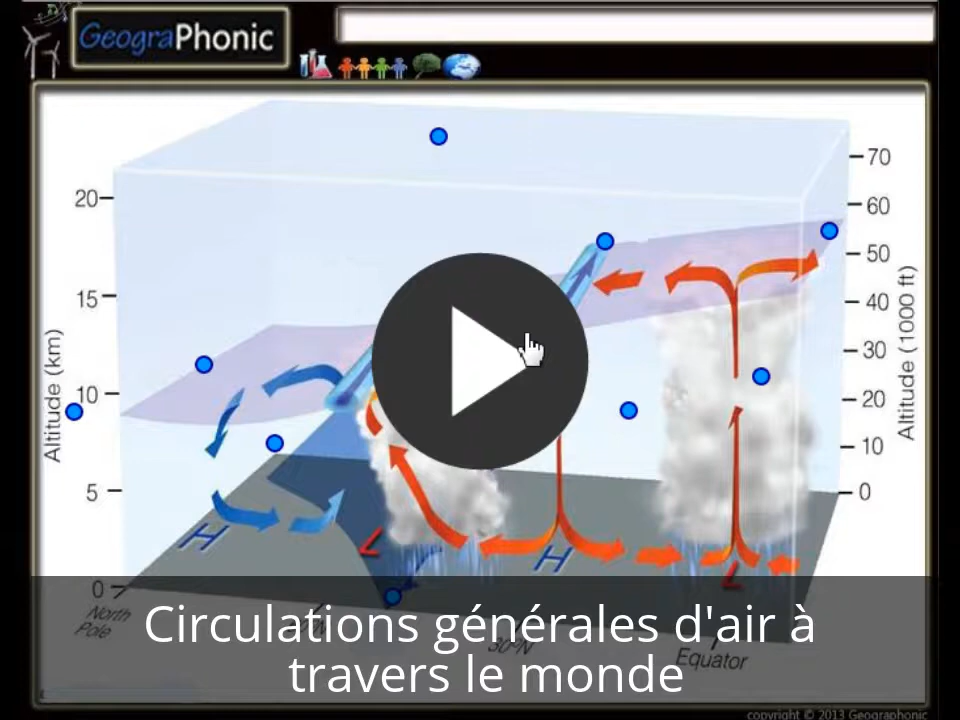 GeograPhonic
70
20
60
50
15
40
Altitude (km)
Altitude (1000 ft)
30
10
20
10
5
0
H
L
H
L
0
North
Pole
30°N
Equator
Circulations générales d'air à
travers le monde
copyright © 2013 Geographonic